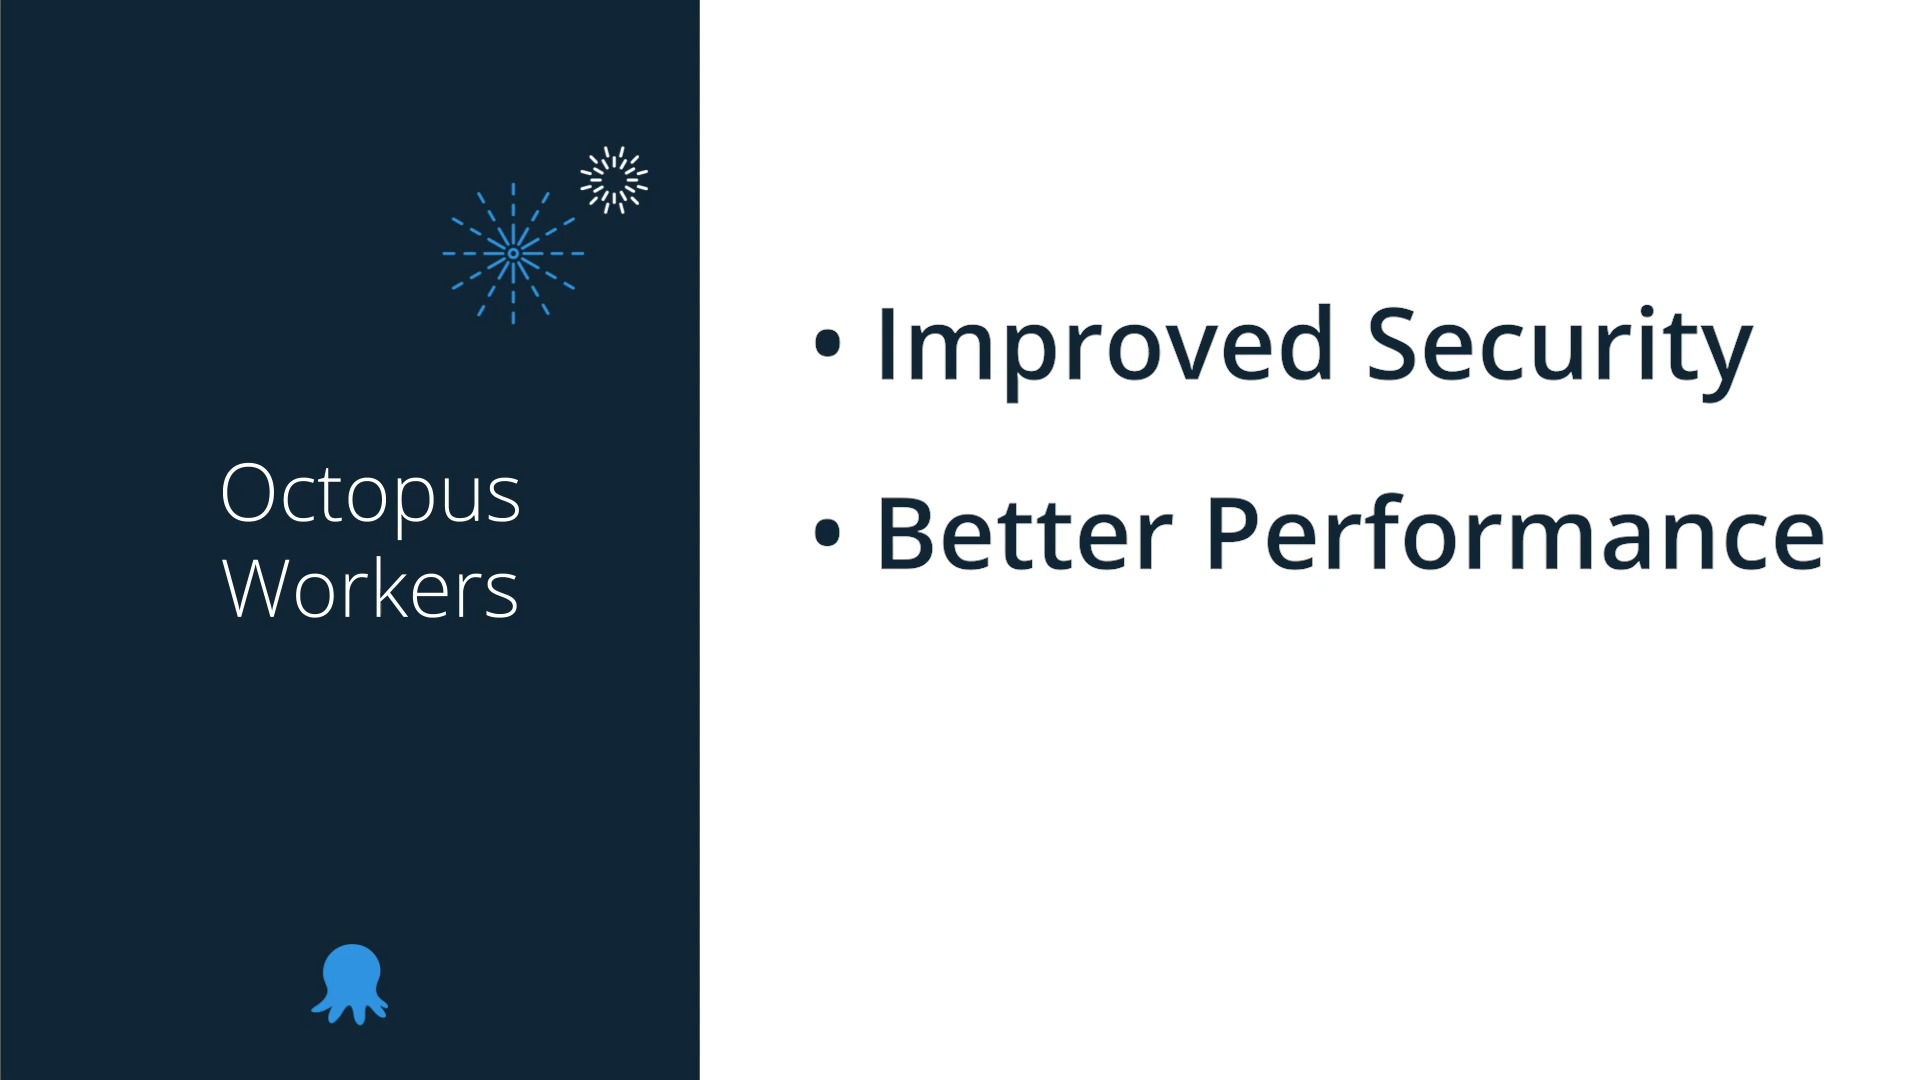 Octopus
Workers
• Improved Security
• Better Performance